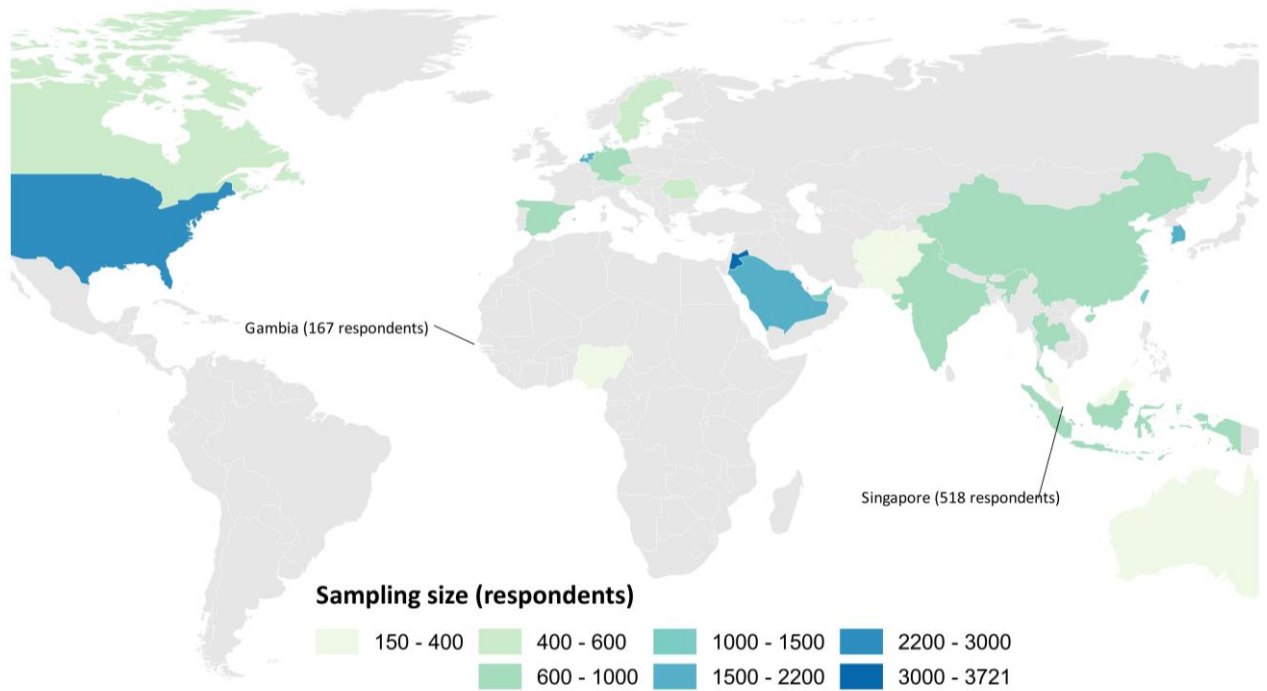 Gambia (167 respondents)
Singapore (518 respondents)
Sampling size (respondents)
150 - 400
400 - 600
1000 - 1500
2200 - 3000
600 - 1000
1500 - 2200
3000 - 3721